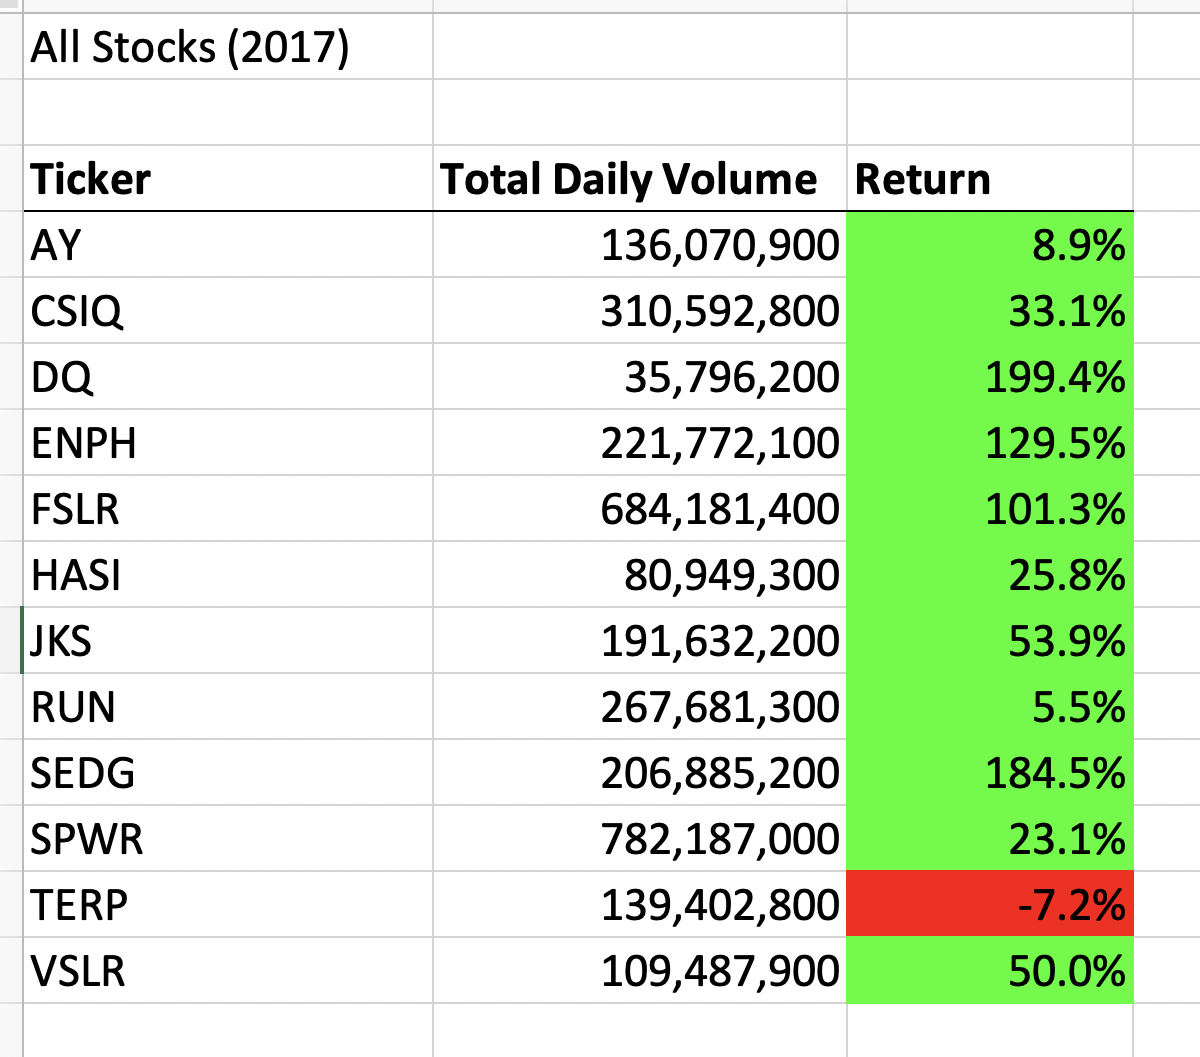 All Stocks (2017)
Ticker Total Daily Volume Return
AY 136,070,900 8.9%
CSIQ 310,592,800 33.1%
DQ 35,796,200 199.4%
ENPH 221,772,100 129.5%
FSLR 684,181,400 101.3%
HASI 80,949,300 25.8%
JKS 191,632,200 53.9%
RUN 267,681,300 5.5%
SEDG 206,885,200 184.5%
SPWR 782,187,000 23.1%
TERP 139,402,800 -7.2%
VSLR 109,487,900 50.0%